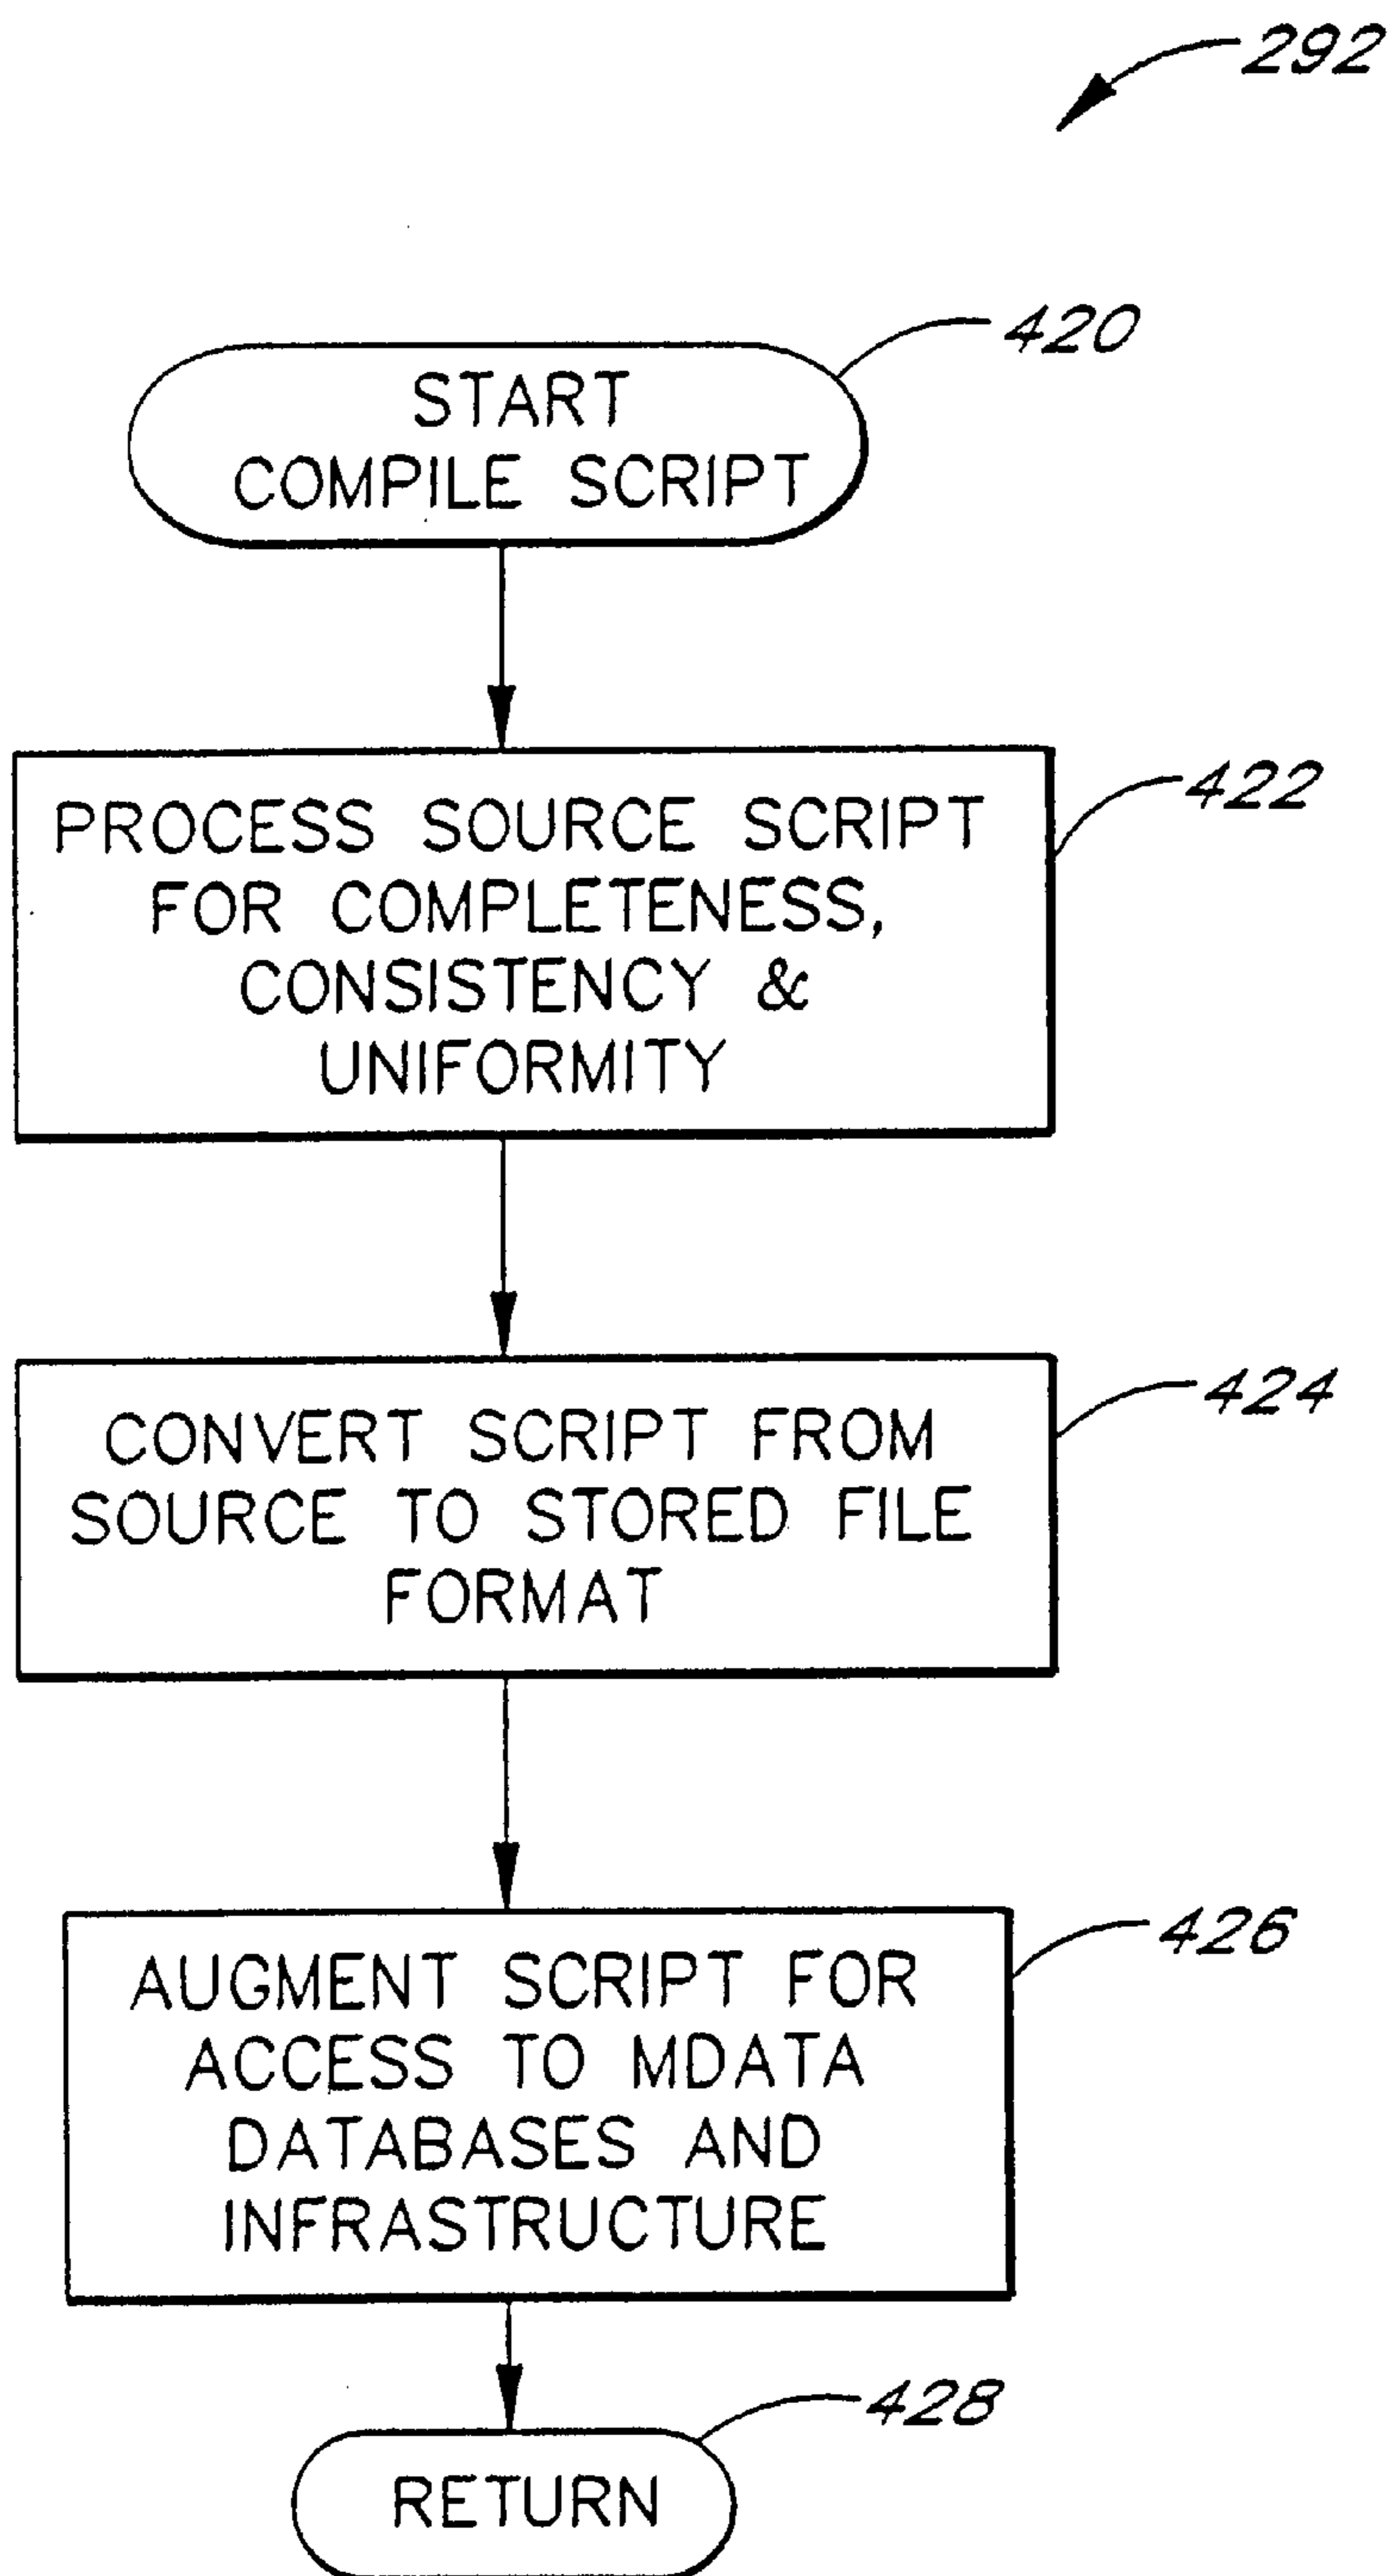 292
420
START
COMPILE SCRIPT
422
PROCESS SOURCE SCRIPT
FOR COMPLETENESS,
CONSISTENCY &
UNIFORMITY
424
CONVERT SCRIPT FROM
SOURCE TO STORED FILE
FORMAT
426
AUGMENT SCRIPT FOR
ACCESS TO MDATA
DATABASES AND
INFRASTRUCTURE
428
RETURN